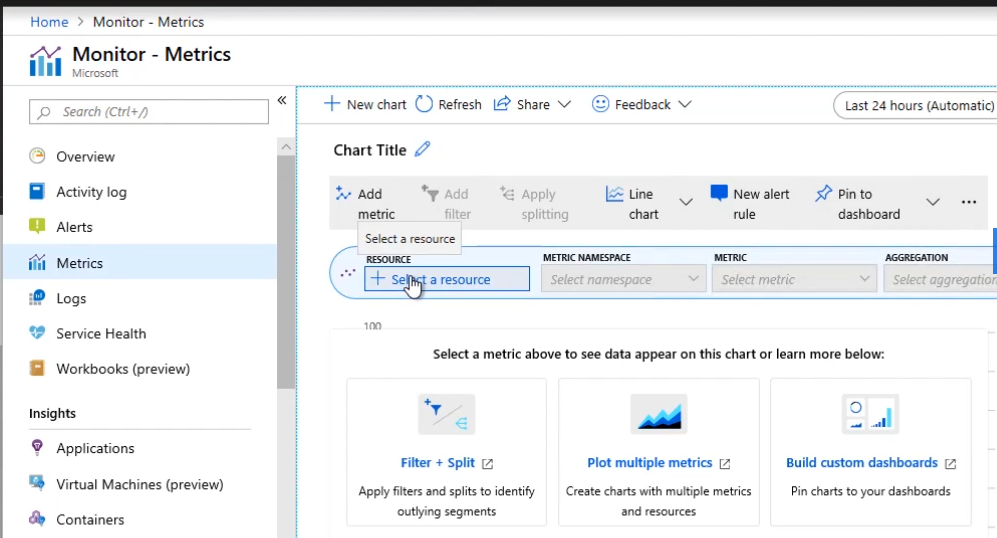 Home > Monitor - Metrics
Monitor - Metrics
Microsoft
Search (Ctrl+/)
«
Overview
Activity log
Alerts
Metrics
Logs
Service Health
Workbooks (preview)
Insights
Applications
Virtual Machines (preview)
Containers
New chart Refresh Share Feedback
Last 24 hours (Automatic)
Chart Title
Add metric
Add filter
Apply splitting
Line chart
New alert rule
Pin to dashboard
...
Select a resource
RESOURCE METRIC NAMESPACE METRIC AGGREGATION
Select a resource Select namespace Select metric Select aggregation
100
Select a metric above to see data appear on this chart or learn more below:
Filter + Split
Apply filters and splits to identify
outlying segments
Plot multiple metrics
Create charts with multiple metrics
and resources
Build custom dashboards
Pin charts to your dashboards